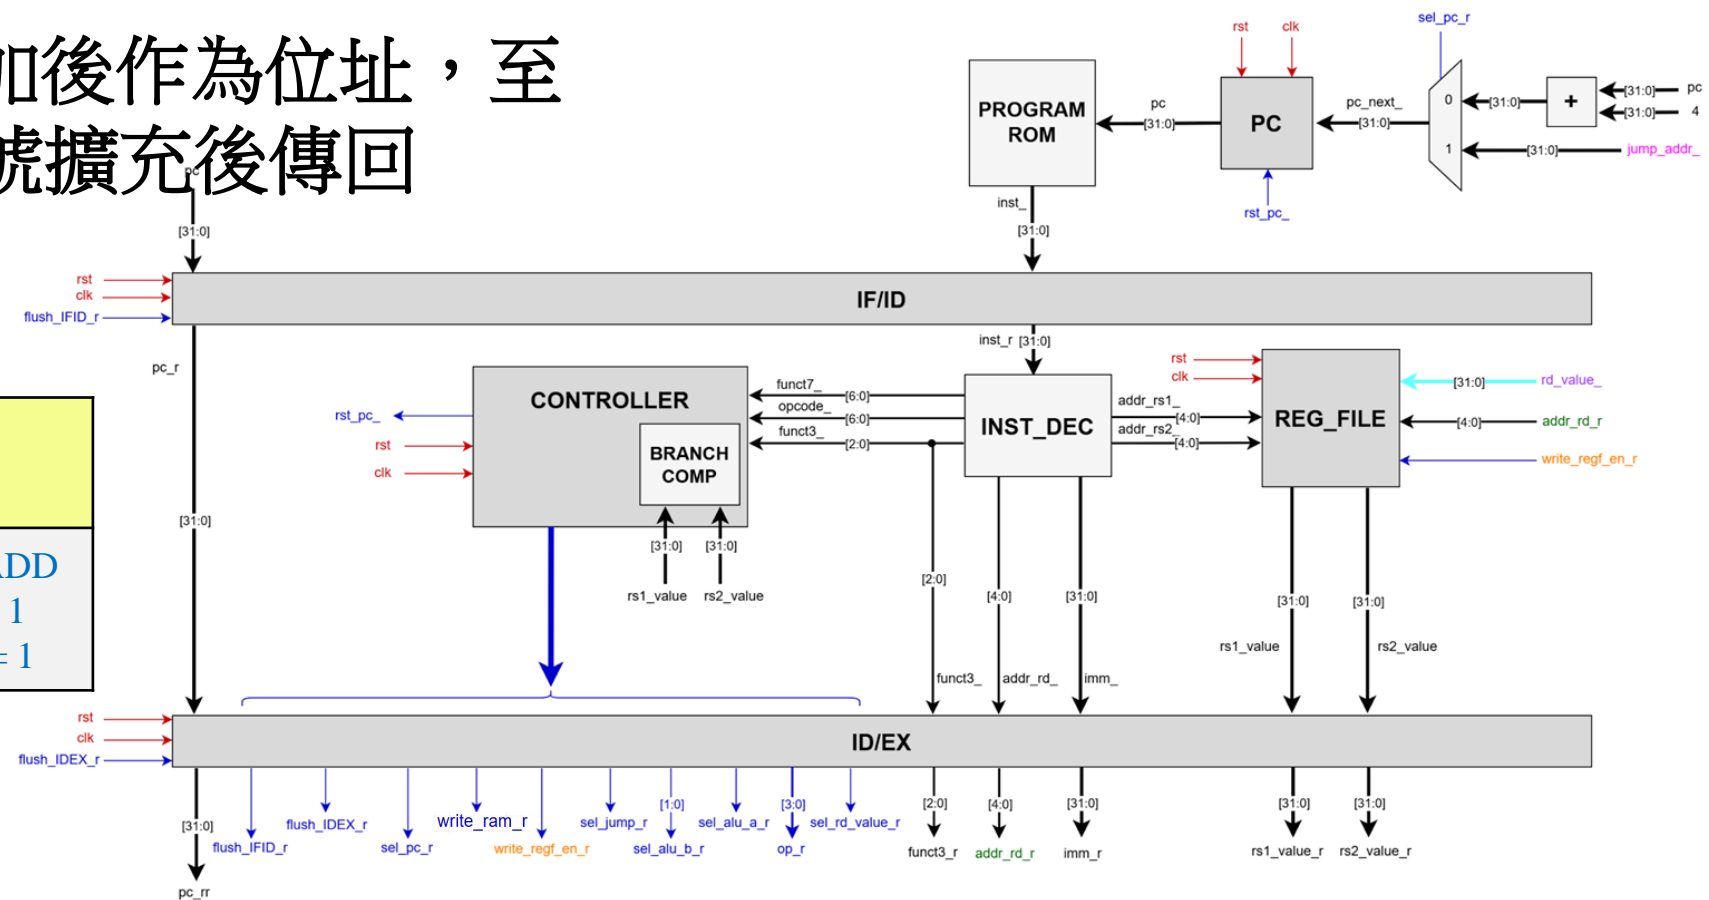 加後作為位址，至
號擴充後傳回
rst
clk
sel_pc_r
PROGRAM
ROM
pc
[31:0]
PC
pc_next_
[31:0]
0
1
[31:0]
+
[31:0]
pc
[31:0]
4
[31:0]
jump_addr_
rst_pc_
inst_
[31:0]
pc
[31:0]
rst
clk
flush_IFID_r
IF/ID
pc_r
inst_r
[31:0]
CONTROLLER
BRANCH
COMP
rst_pc_
rst
clk
funct7_
[6:0]
opcode_
[6:0]
funct3_
[2:0]
INST_DEC
addr_rs1_
[4:0]
addr_rs2_
[4:0]
rst
clk
REG_FILE
[31:0]
rd_value_
[4:0]
addr_rd_r
write_regf_en_r
[31:0]
[31:0]
[31:0]
rs1_value
rs2_value
[2:0]
[4:0]
[31:0]
[31:0]
[31:0]
ADD
1
= 1
rs1_value
rs2_value
funct3_
addr_rd_
imm_
rst
clk
flush_IDEX_r
ID/EX
[31:0]
[1:0]
[3:0]
[2:0]
[4:0]
[31:0]
[31:0]
[31:0]
flush_IFID_r
flush_IDEX_r
sel_pc_r
write_ram_r
write_regf_en_r
sel_jump_r
sel_alu_b_r
sel_alu_a_r
op_r
sel_rd_value_r
funct3_r
addr_rd_r
imm_r
rs1_value_r
rs2_value_r
pc_rr